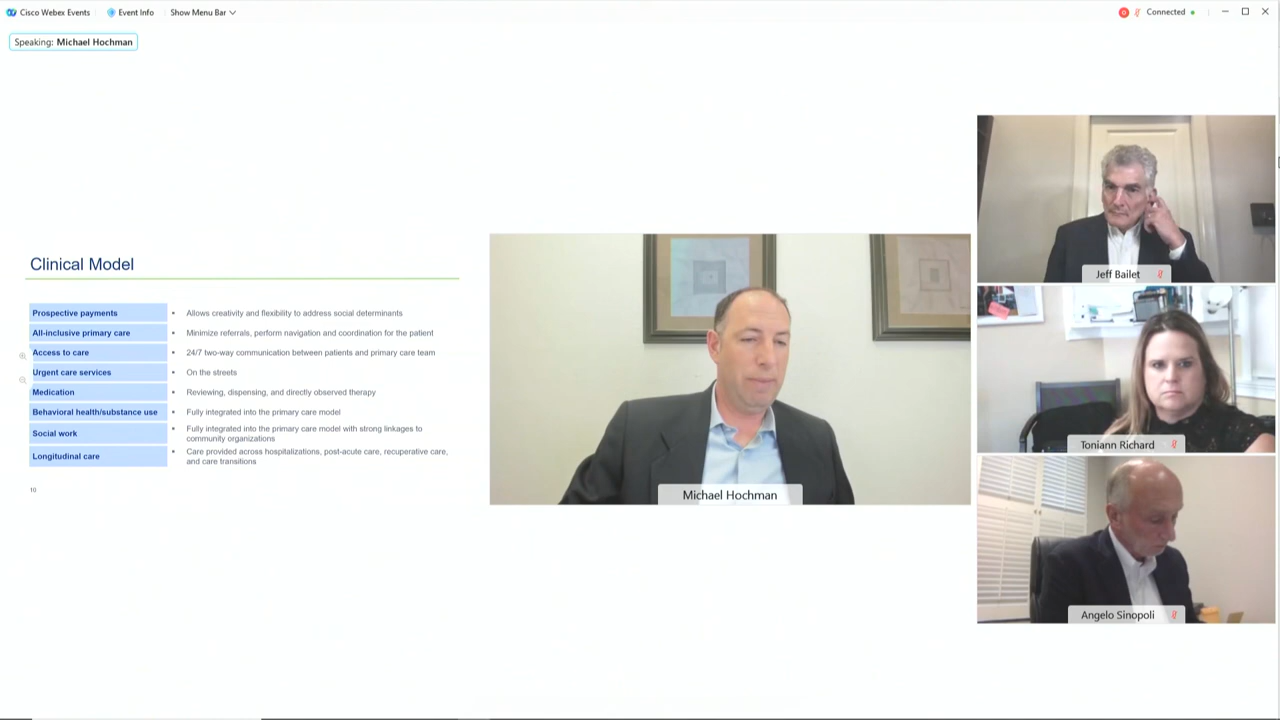 Cisco Webex Events
Event Info
Show Menu Bar
Connected
Speaking: Michael Hochman
Clinical Model
Prospective payments
• Allows creativity and flexibility to address social determinants
All-inclusive primary care
• Minimize referrals, perform navigation and coordination for the patient
Access to care
• 24/7 two-way communication between patients and primary care team
Urgent care services
• On the streets
Medication
• Reviewing, dispensing, and directly observed therapy
Behavioral health/substance use
• Fully integrated into the primary care model
Social work
• Fully integrated into the primary care model with strong linkages to
community organizations
Longitudinal care
• Care provided across hospitalizations, post-acute care, recuperative care,
and care transitions
10
Michael Hochman
Jeff Bailet
Toniann Richard
Angelo Sinopoli